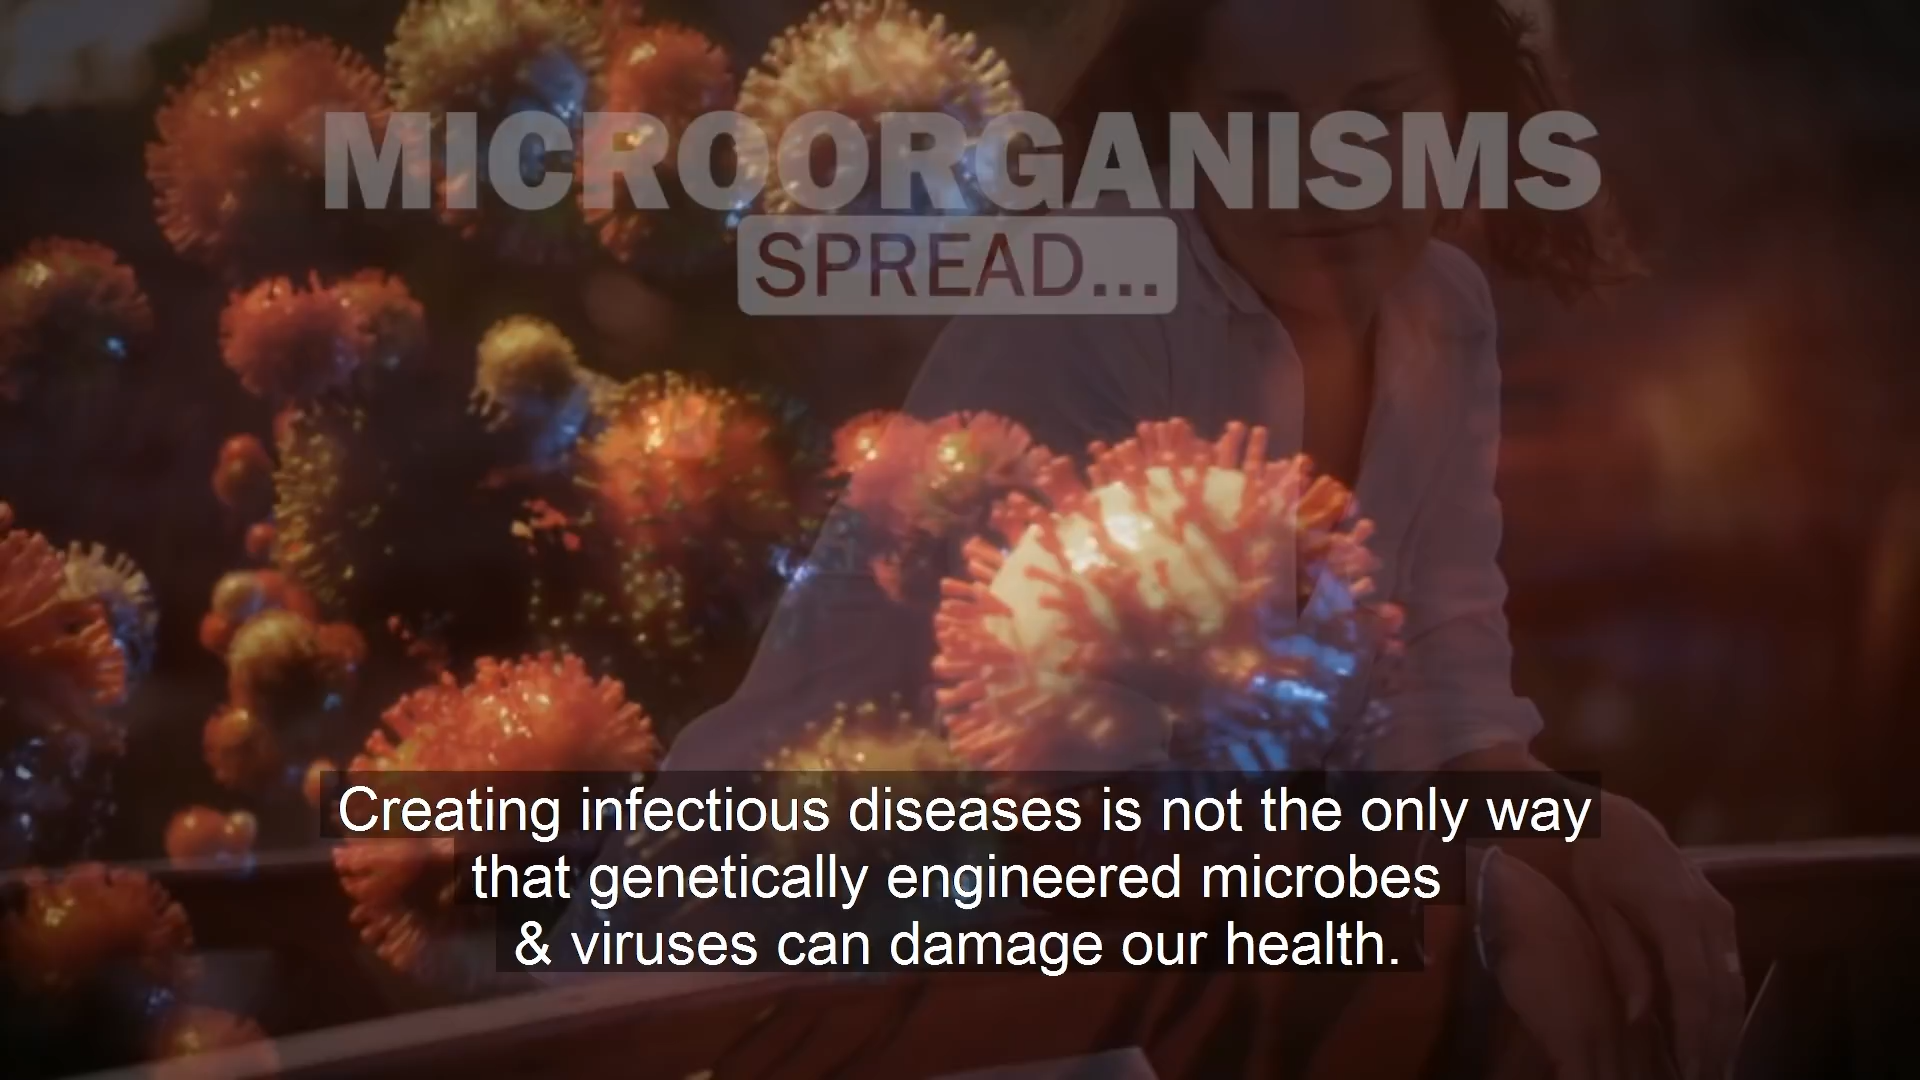 MICROORGANISMS
SPREAD...
Creating infectious diseases is not the only way
that genetically engineered microbes
& viruses can damage our health.